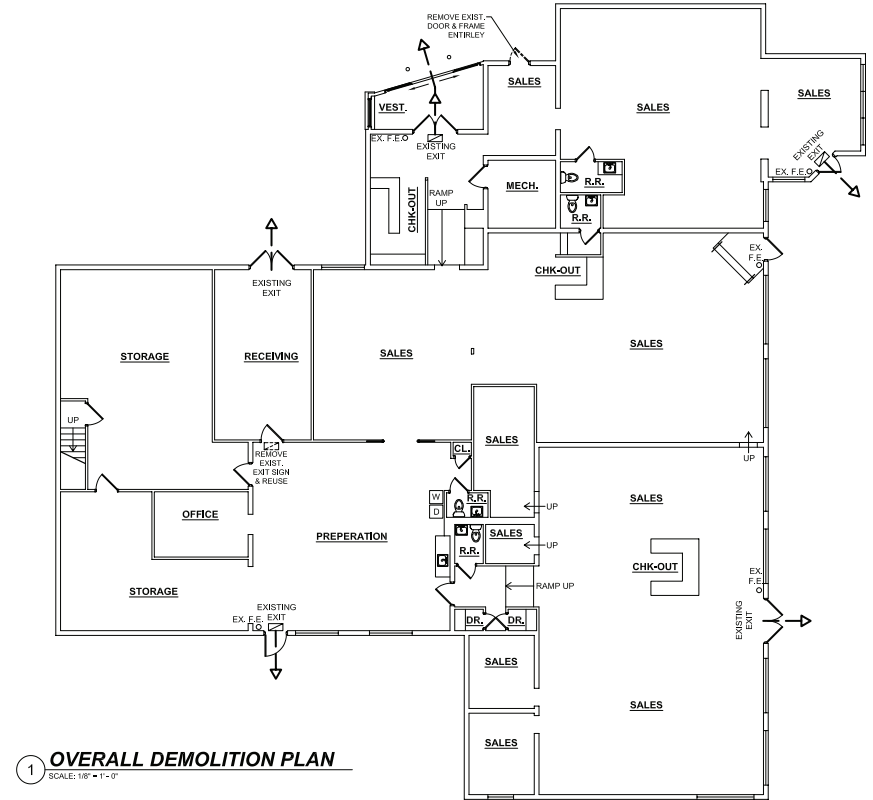 REMOVE EXIST.
DOOR & FRAME
ENTIRLEY
SALES
SALES
SALES
VEST.
EX. F.E.
EXISTING
EXIT
EXISTING
EXIT
EX. F.E.
MECH.
R.R.
R.R.
CHK-OUT
RAMP
UP
CHK-OUT
EX.
F.E.
EXISTING
EXIT
STORAGE
RECEIVING
SALES
SALES
UP
REMOVE
EXIST.
EXIT SIGN
& REUSE
CL.
SALES
UP
W
D
R.R.
UP
SALES
OFFICE
PREPERATION
SALES
UP
R.R.
CHK-OUT
EX.
F.E.
STORAGE
RAMP UP
EXISTING
EXIT
EX. F.E.
DR.
DR.
EXISTING
EXIT
SALES
SALES
SALES
1
OVERALL DEMOLITION PLAN
SCALE: 1/8" = 1'- 0"